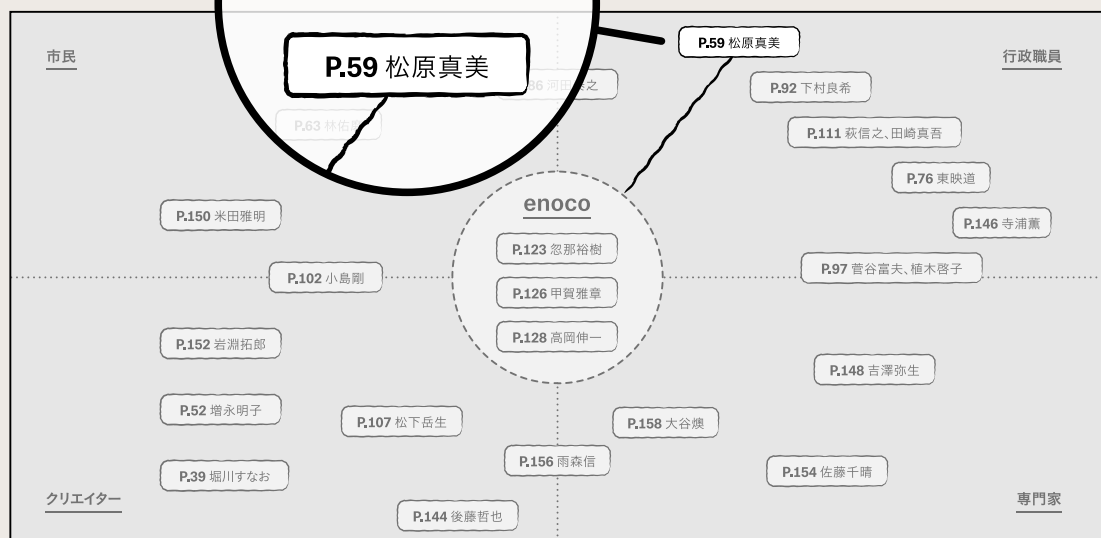 市民
P.59 松原真美
P.59 松原真美
行政職員
P.92 下村良希
P.63 林佑
P.111 萩信之、田崎真吾
P.76 東映道
P.150 米田雅明
enoco
P.146 寺浦薫
P.123 忽那裕樹
P.102 小島剛
P.97 菅谷富夫、植木啓子
P.126 甲賀雅章
P.128 高岡伸一
P.152 岩淵拓郎
P.148 吉澤弥生
P.52 増永明子
P.107 松下岳生
P.158 大谷燠
P.156 雨森信
P.154 佐藤千晴
P.39 堀川すなお
クリエイター
専門家
P.144 後藤哲也